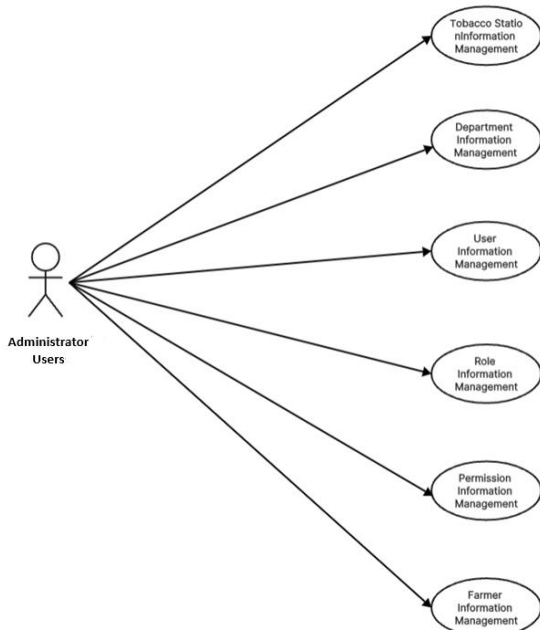 Tobacco Statio
nInformation
Management
Department
Information
Management
User
Information
Management
Administrator
Users
Role
Information
Management
Permission
Information
Management
Farmer
Information
Management